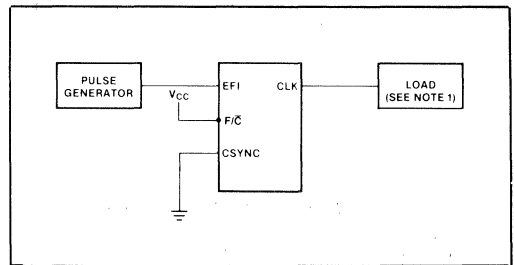 PULSE
GENERATOR
VCC
EFI
CLK
F/C̅
CSYNC
LOAD
(SEE NOTE 1)